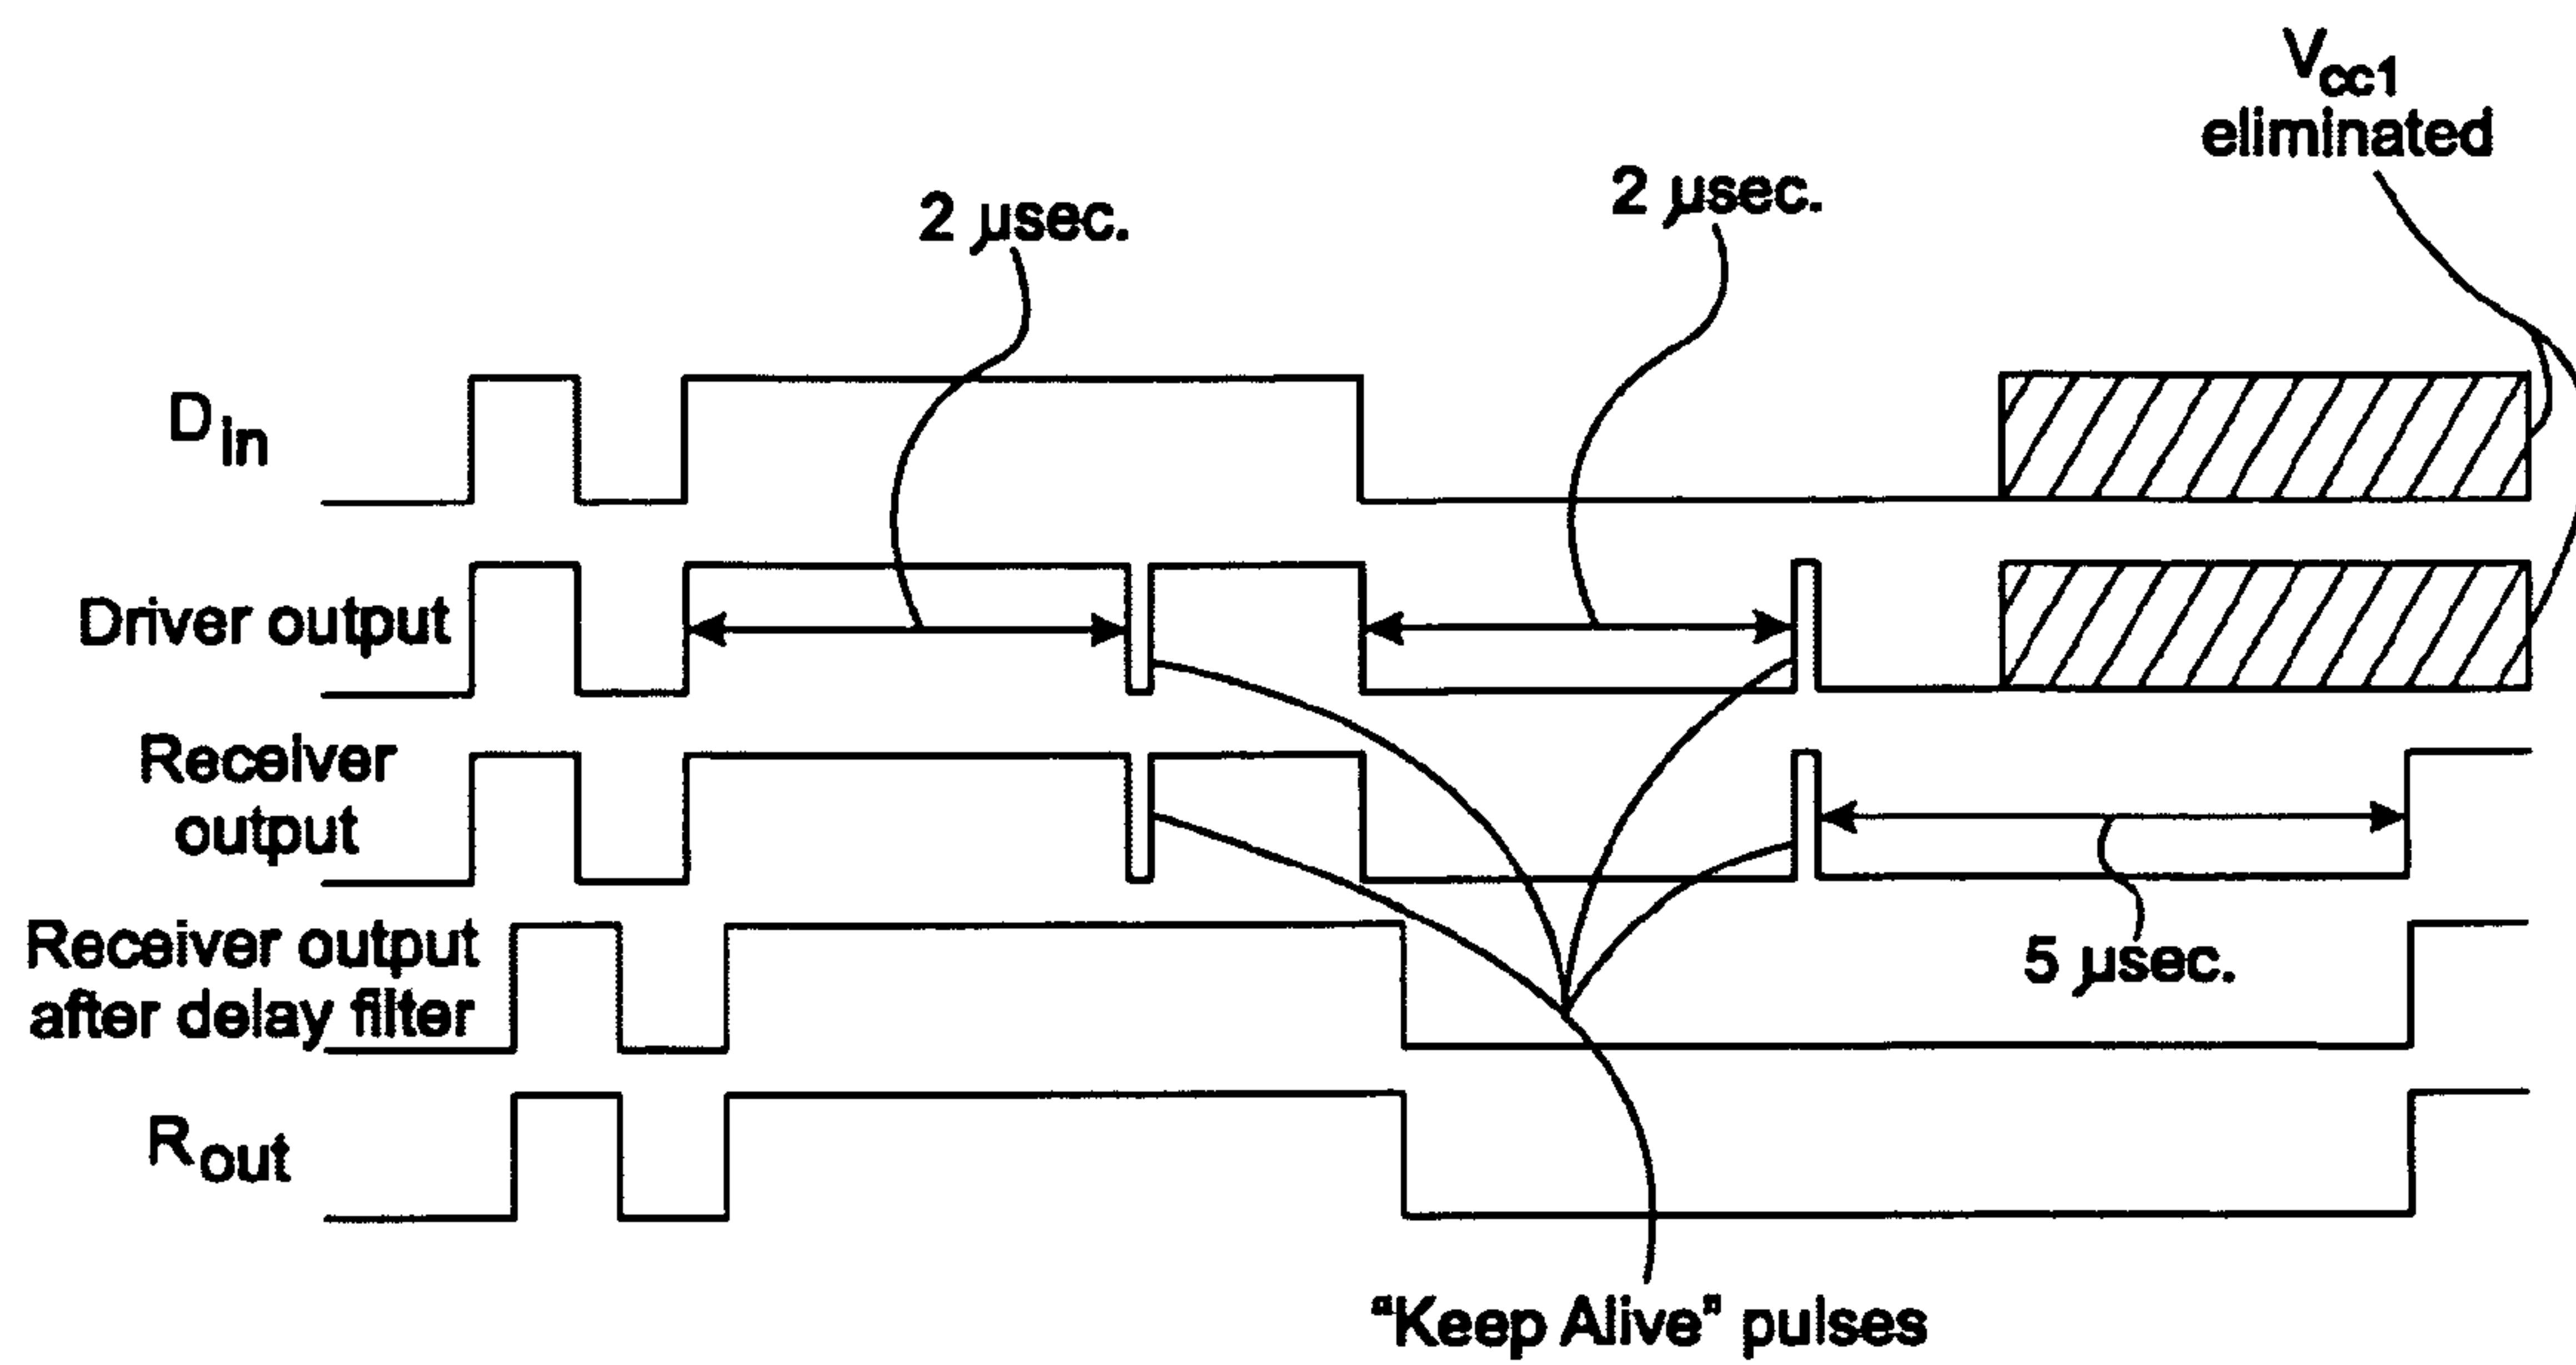 V_cc1
eliminated
2 µsec.
2 µsec.
D_in
Driver output
Receiver
output
Receiver output
after delay filter
5 µsec.
R_out
"Keep Alive" pulses